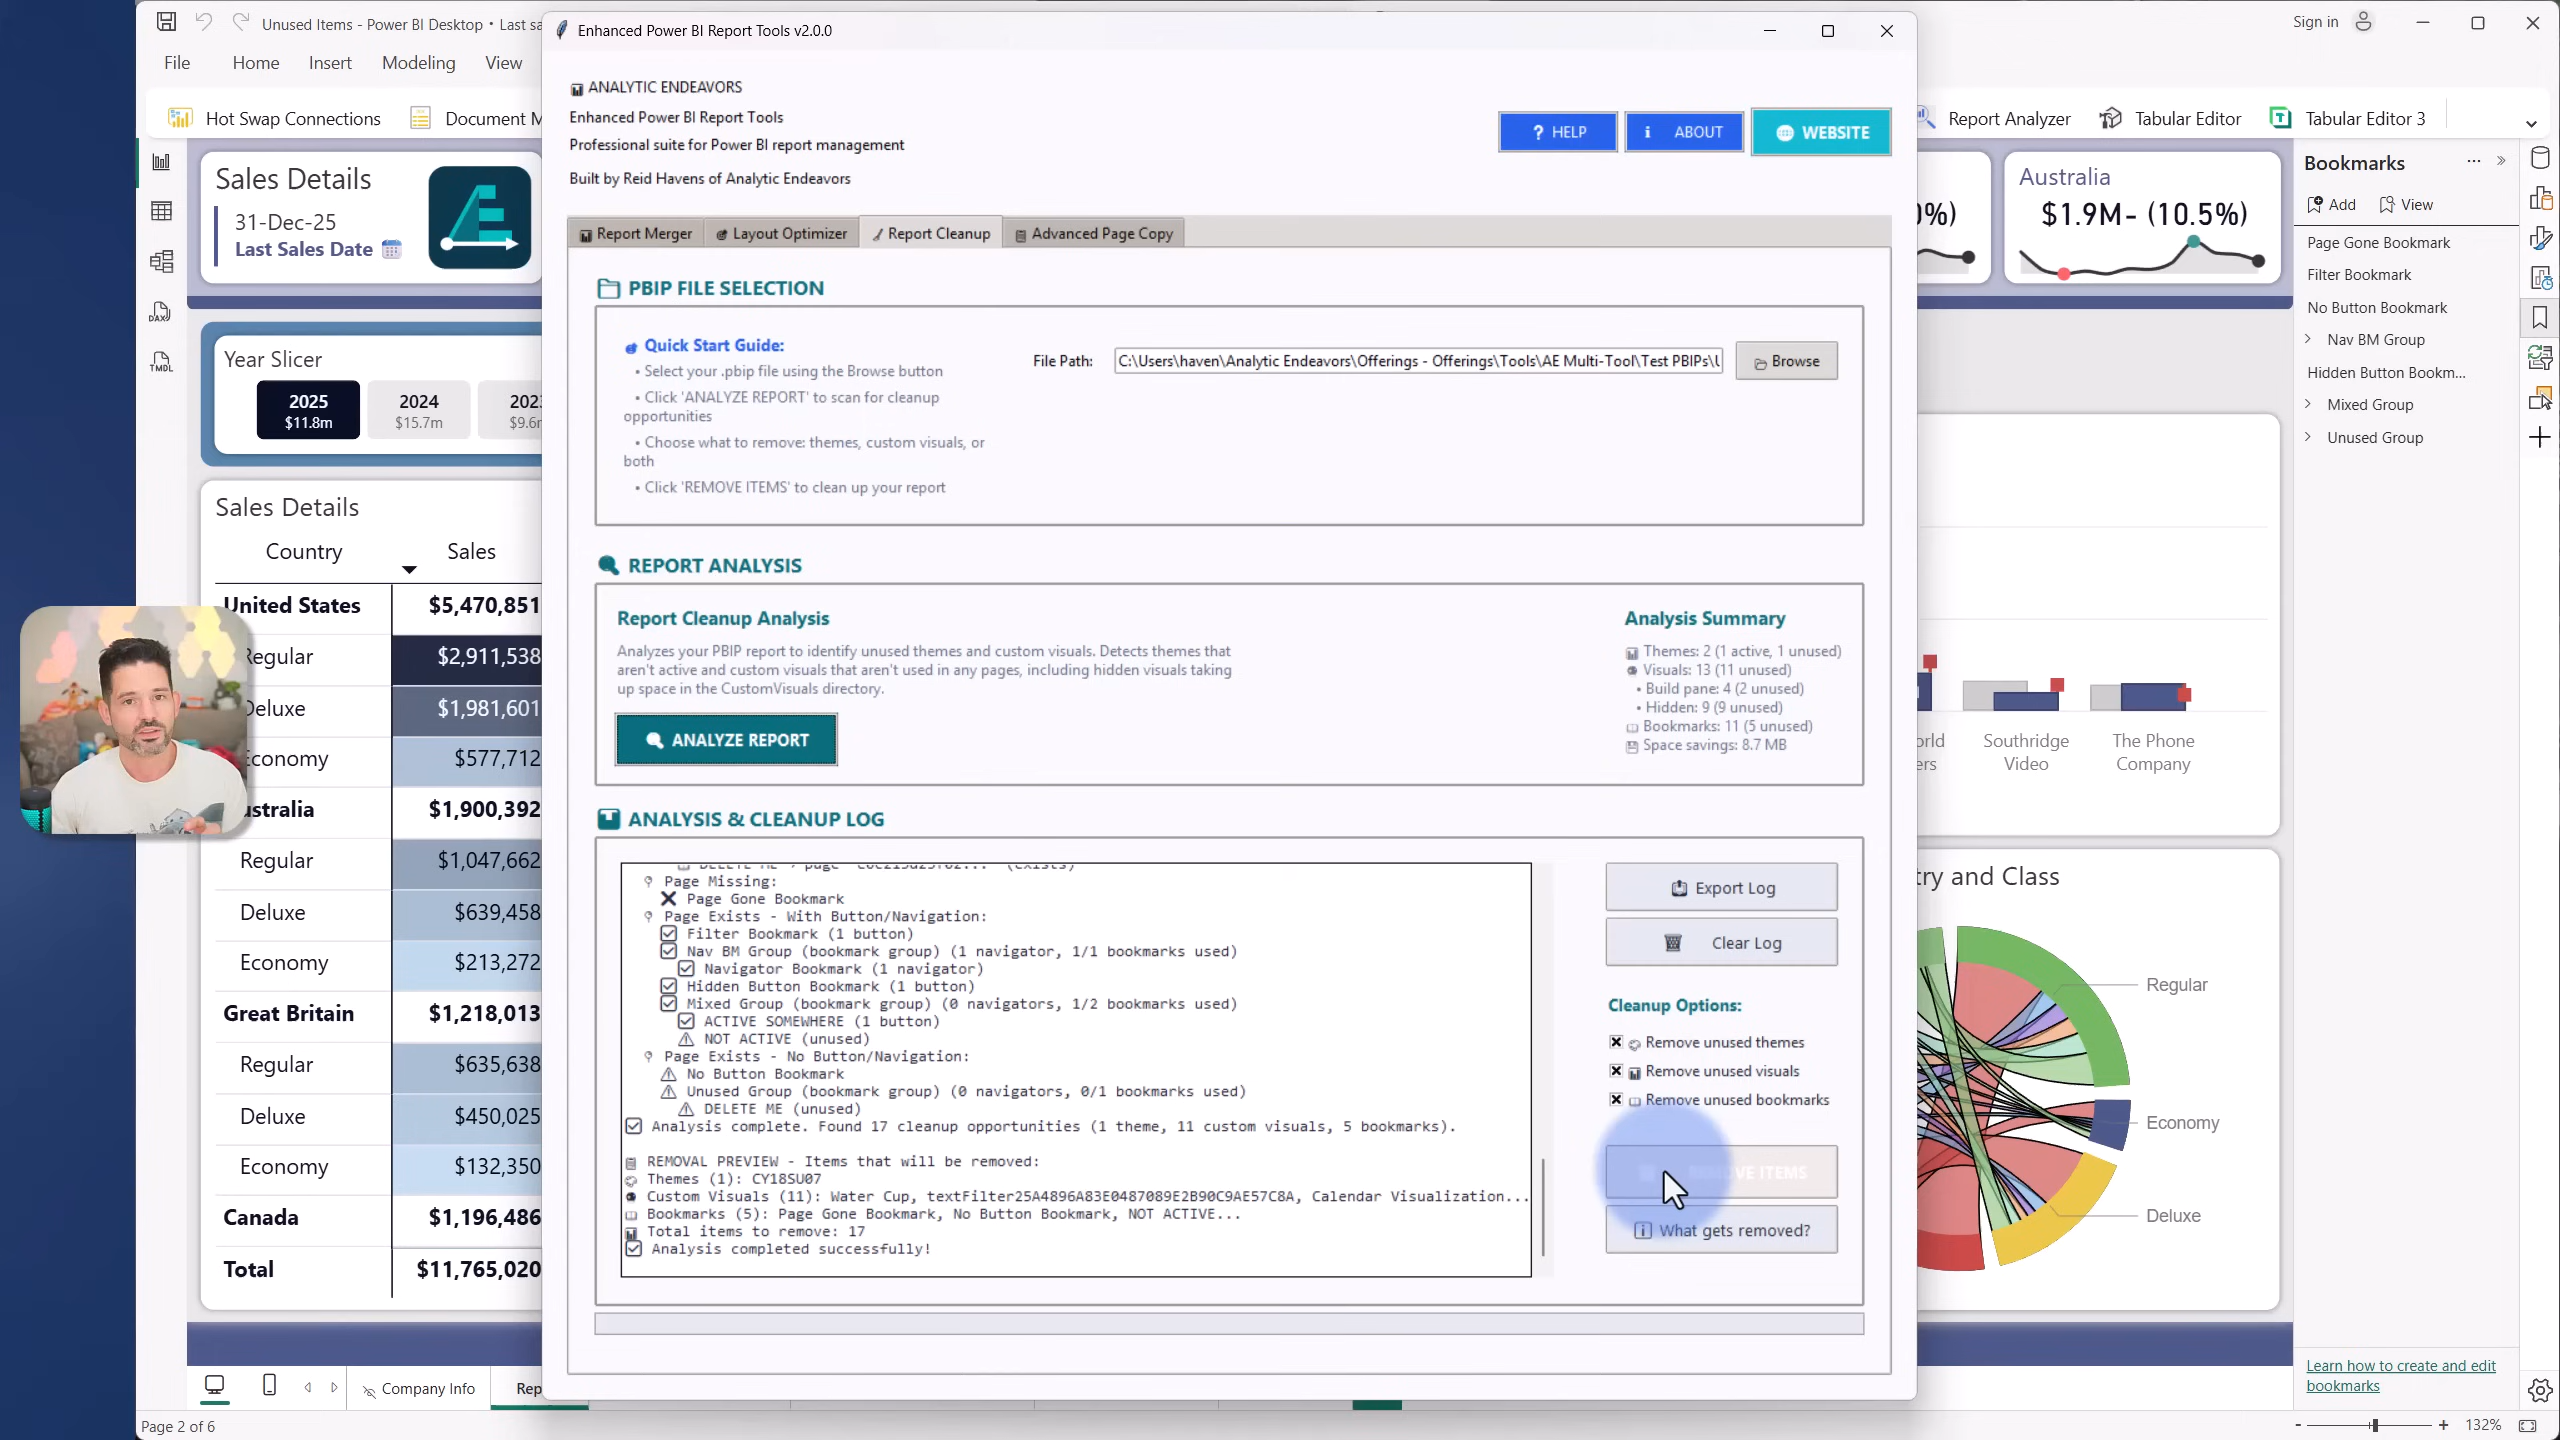 Unused Items - Power BI Desktop • Last sa
Sign in
File
Home
Insert
Modeling
View
Hot Swap Connections
Document M
Report Analyzer
Tabular Editor
Tabular Editor 3
Enhanced Power BI Report Tools v2.0.0
ANALYTIC ENDEAVORS
Enhanced Power BI Report Tools
Professional suite for Power BI report management
Built by Reid Havens of Analytic Endeavors
? HELP
i ABOUT
WEBSITE
Report Merger
Layout Optimizer
Report Cleanup
Advanced Page Copy
PBIP FILE SELECTION
Quick Start Guide:
• Select your .pbip file using the Browse button
• Click 'ANALYZE REPORT' to scan for cleanup
opportunities
• Choose what to remove: themes, custom visuals, or
both
• Click 'REMOVE ITEMS' to clean up your report
File Path:
C:\Users\haven\Analytic Endeavors\Offerings - Offerings\Tools\AE Multi-Tool\Test PBIPs\U
Browse
REPORT ANALYSIS
Report Cleanup Analysis
Analyzes your PBIP report to identify unused themes and custom visuals. Detects themes that
aren't active and custom visuals that aren't used in any pages, including hidden visuals taking
up space in the CustomVisuals directory.
ANALYZE REPORT
Analysis Summary
Themes: 2 (1 active, 1 unused)
Visuals: 13 (11 unused)
• Build pane: 4 (2 unused)
• Hidden: 9 (9 unused)
Bookmarks: 11 (5 unused)
Space savings: 8.7 MB
ANALYSIS & CLEANUP LOG
Page Missing:
Page Gone Bookmark
Page Exists - With Button/Navigation:
Filter Bookmark (1 button)
Nav BM Group (bookmark group) (1 navigator, 1/1 bookmarks used)
Navigator Bookmark (1 navigator)
Hidden Button Bookmark (1 button)
Mixed Group (bookmark group) (0 navigators, 1/2 bookmarks used)
ACTIVE SOMEWHERE (1 button)
NOT ACTIVE (unused)
Page Exists - No Button/Navigation:
No Button Bookmark
Unused Group (bookmark group) (0 navigators, 0/1 bookmarks used)
DELETE ME (unused)
Analysis complete. Found 17 cleanup opportunities (1 theme, 11 custom visuals, 5 bookmarks).
REMOVAL PREVIEW - Items that will be removed:
Themes (1): CY18SU07
Custom Visuals (11): Water Cup, textFilter25A4896A83E0487089E2B90C9AE57C8A, Calendar Visualization...
Bookmarks (5): Page Gone Bookmark, No Button Bookmark, NOT ACTIVE...
Total items to remove: 17
Analysis completed successfully!
Export Log
Clear Log
Cleanup Options:
Remove unused themes
Remove unused visuals
Remove unused bookmarks
VE ITEMS
What gets removed?
Sales Details
31-Dec-25
Last Sales Date
Year Slicer
2025
$11.8m
2024
$15.7m
2023
$9.6m
Sales Details
Country
Sales
United States
$5,470,851
Regular
$2,911,538
Deluxe
$1,981,601
Economy
$577,712
ustralia
$1,900,392
Regular
$1,047,662
Deluxe
$639,458
Economy
$213,272
Great Britain
$1,218,013
Regular
$635,638
Deluxe
$450,025
Economy
$132,350
Canada
$1,196,486
Total
$11,765,020
Australia
0%)
$1.9M- (10.5%)
orld
ers
Southridge
Video
The Phone
Company
try and Class
Regular
Economy
Deluxe
Bookmarks
Add
View
Page Gone Bookmark
Filter Bookmark
No Button Bookmark
Nav BM Group
Hidden Button Bookm...
Mixed Group
Unused Group
Learn how to create and edit
bookmarks
DAX
TMDL
Company Info
Rep
Page 2 of 6
132%